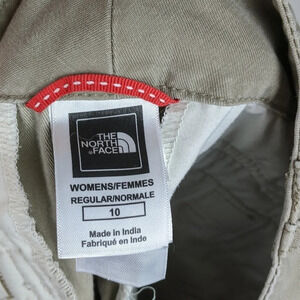 THE
NORTH
FACE
WOMENS/FEMMES
REGULAR/NORMALE
10
Made in India
Fabriqué en Inde